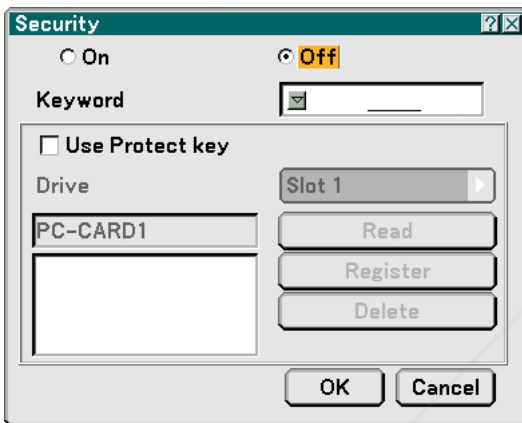 Security
On Off
Keyword
Use Protect key
Drive Slot 1
PC-CARD1 Read
Register
Delete
OK Cancel